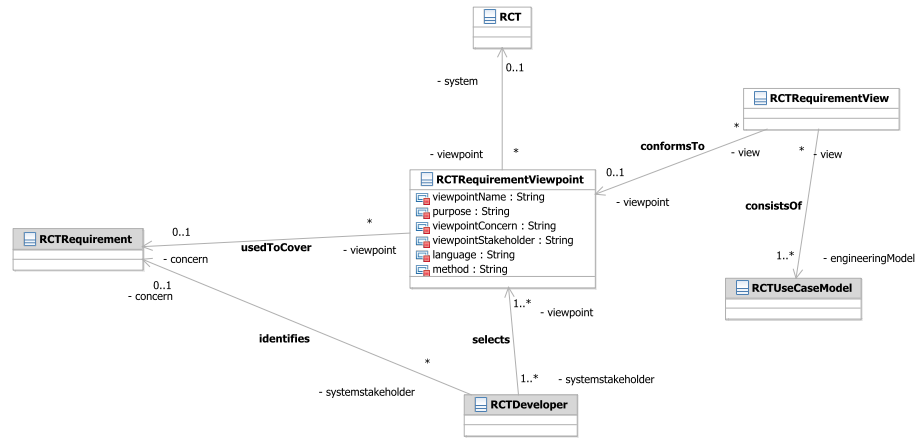 RCT
0..1
- system
RCTRequirementView
*
conformsTo
- view
*
- view
- viewpoint
*
RCTRequirementViewpoint
0..1
- viewpoint
viewpointName : String
purpose : String
viewpointConcern : String
viewpointStakeholder : String
language : String
method : String
consistsOf
*
0..1
usedToCover
- viewpoint
RCTRequirement
- concern
1..*
- engineeringModel
0..1
- concern
RCTUseCaseModel
1..*
- viewpoint
identifies
selects
*
1..*
- systemstakeholder
- systemstakeholder
RCTDeveloper